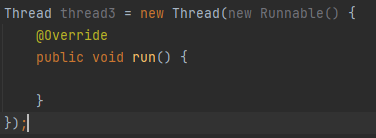 Thread thread3 = new Thread(new Runnable() {
    @Override
    public void run() {

    }
});